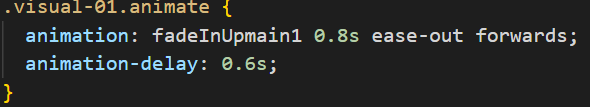 .visual-01.animate {
animation: fadeInUpmain1 0.8s ease-out forwards;
animation-delay: 0.6s;
}